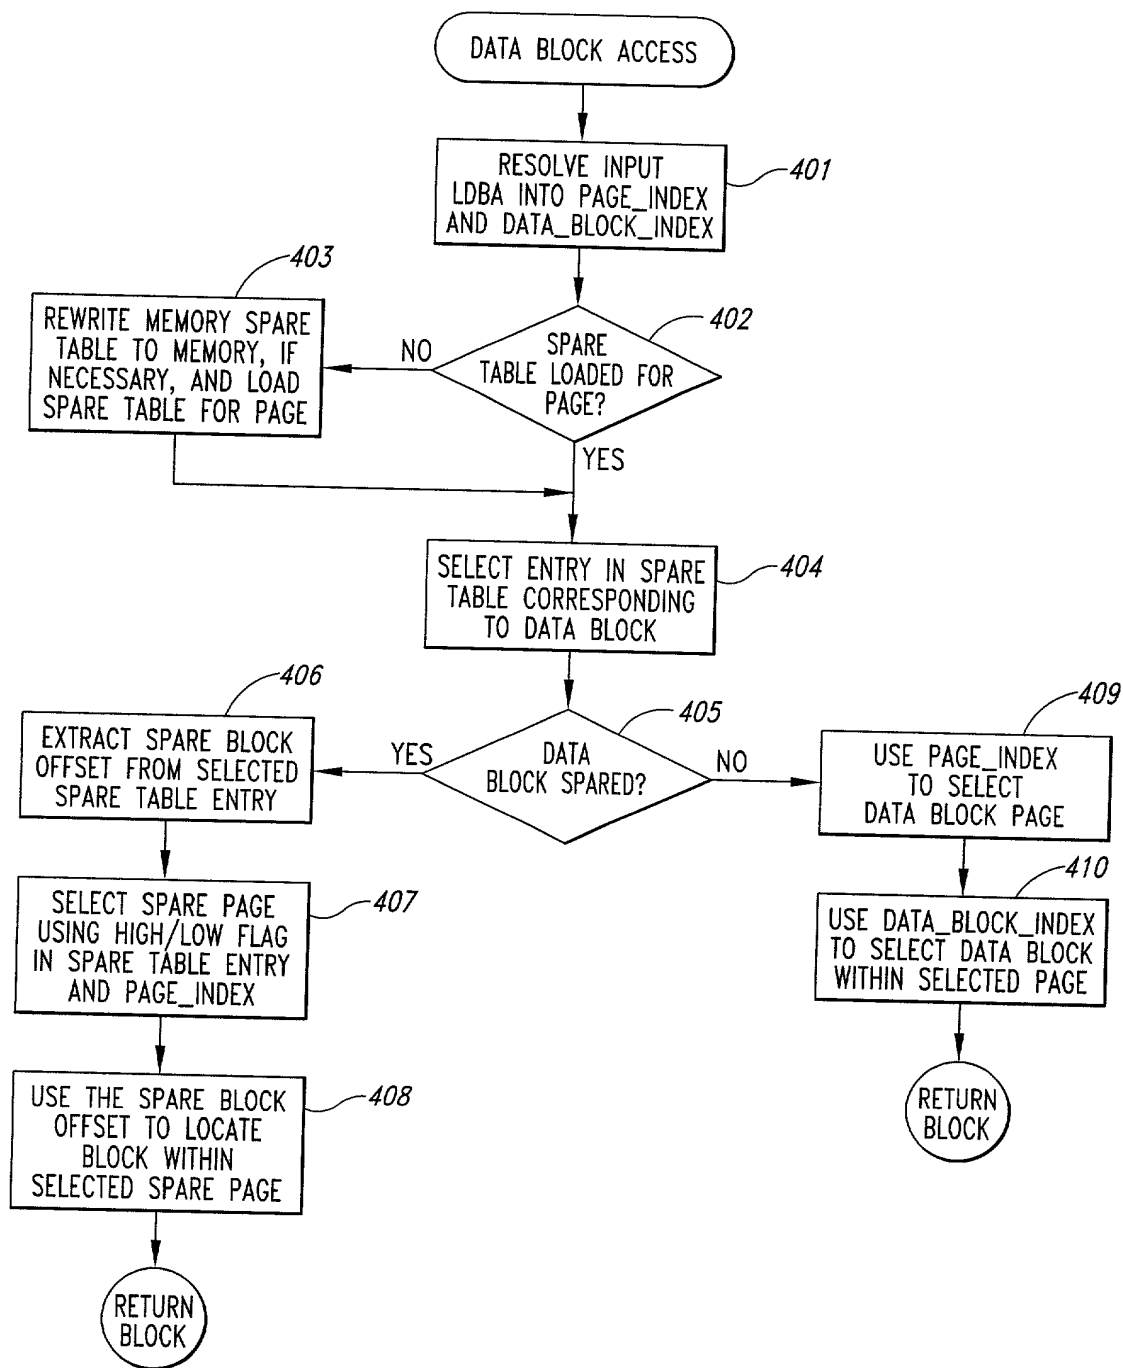 DATA BLOCK ACCESS
RESOLVE INPUT
LDBA INTO PAGE_INDEX
AND DATA_BLOCK_INDEX
401
403
REWRITE MEMORY SPARE
TABLE TO MEMORY, IF
NECESSARY, AND LOAD
SPARE TABLE FOR PAGE
NO
402
SPARE
TABLE LOADED FOR
PAGE?
YES
SELECT ENTRY IN SPARE
TABLE CORRESPONDING
TO DATA BLOCK
404
405
DATA
BLOCK SPARED?
YES
NO
406
EXTRACT SPARE BLOCK
OFFSET FROM SELECTED
SPARE TABLE ENTRY
SELECT SPARE PAGE
USING HIGH/LOW FLAG
IN SPARE TABLE ENTRY
AND PAGE_INDEX
407
USE THE SPARE BLOCK
OFFSET TO LOCATE
BLOCK WITHIN
SELECTED SPARE PAGE
408
RETURN
BLOCK
409
USE PAGE_INDEX
TO SELECT
DATA BLOCK PAGE
410
USE DATA_BLOCK_INDEX
TO SELECT DATA BLOCK
WITHIN SELECTED PAGE
RETURN
BLOCK